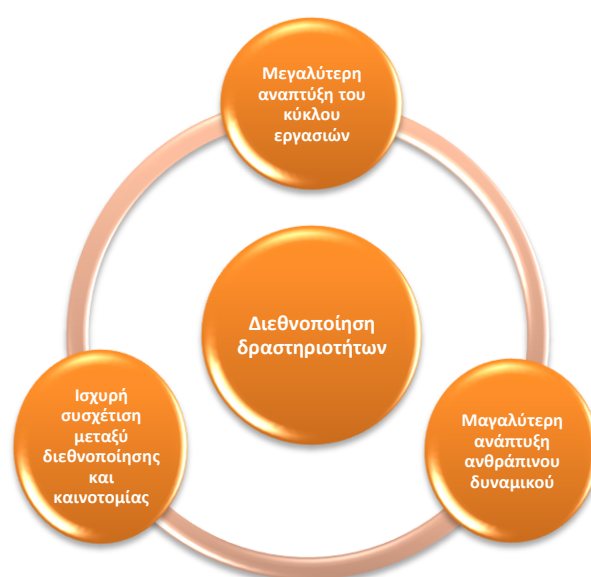 Μεγαλύτερη
αναπτύξη του
κύκλου
εργασιών
Διεθνοποίηση
δραστηριοτήτων
Ισχυρή
συσχέτιση
μεταξύ
διεθνοποίησης
και
καινοτομίας
Μαγαλύτερη
ανάπτυξη
ανθράπινου
δυναμικού